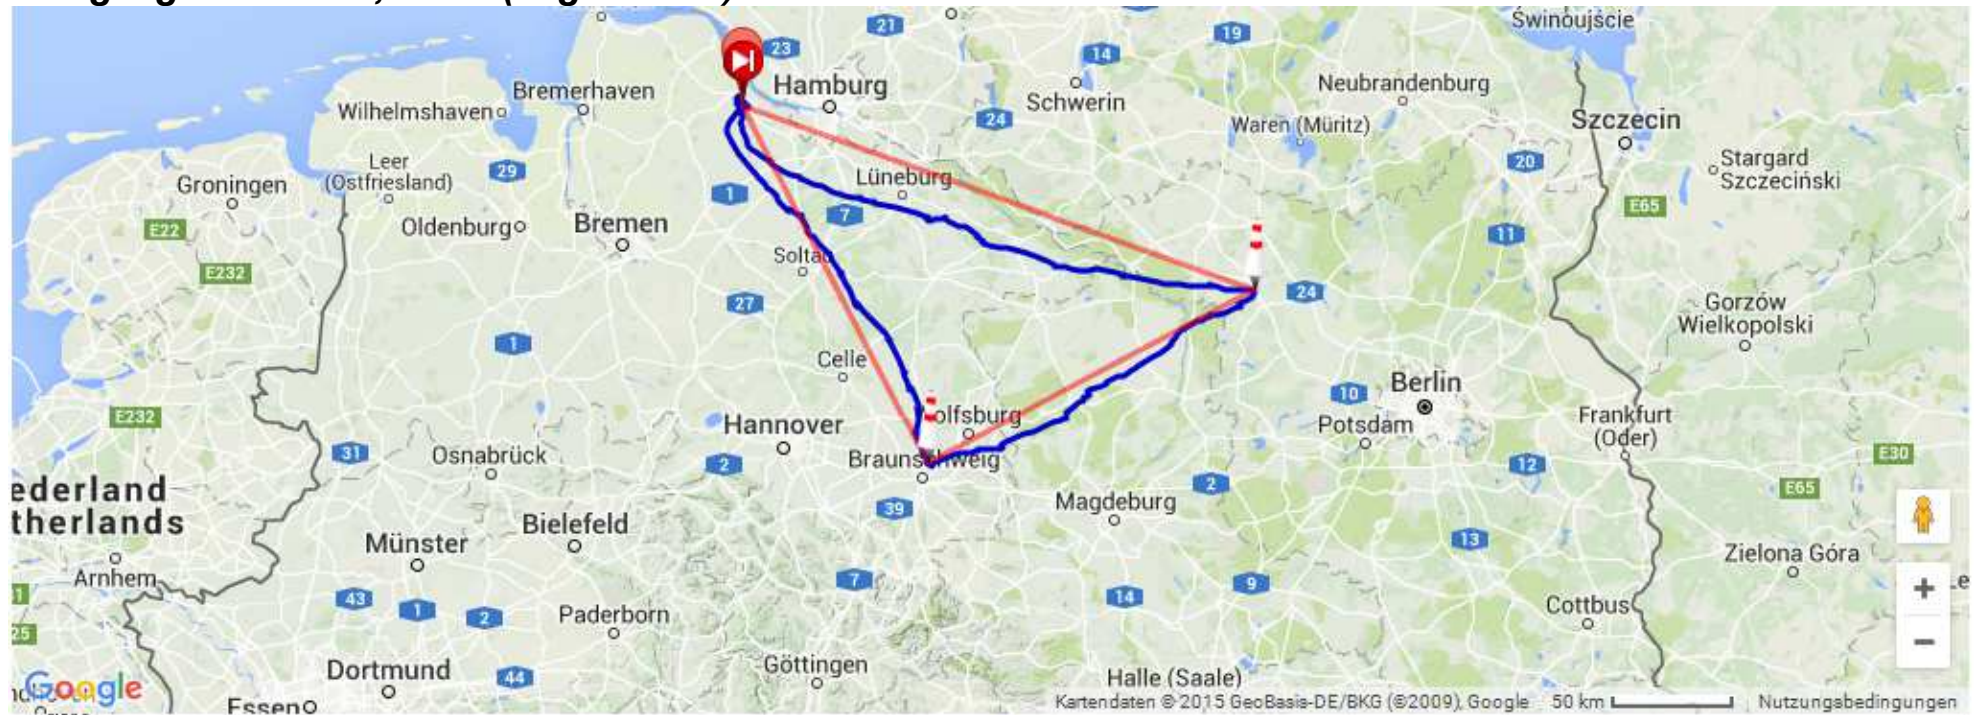 Świnoujście
21
19
23
14
Hamburg
Neubrandenburg
Bremerhaven
Wilhelmshaven
Schwerin
24
Waren (Müritz)
Szczecin
Leer
(Ostfriesland)
29
20
Stargard
Szczeciński
Groningen
Lüneburg
1
7
E65
E22
Oldenburg
Bremen
11
Soltau
E232
27
24
Gorzów
Wielkopolski
1
Celle
Berlin
10
E232
olfsburg
Hannover
Potsdam
Frankfurt
(Oder)
31
Osnabrück
2
Braunschweig
12
E30
ederland
therlands
2
E65
39
Magdeburg
Bielefeld
Münster
13
Zielona Góra
Arnhem
7
9
43
1
2
14
Paderborn
Cottbus
25
Göttingen
Dortmund
44
Halle (Saale)
Google
Essen
Kartendaten © 2015 GeoBasis-DE/BKG (©2009), Google 50 km Nutzungsbedingungen